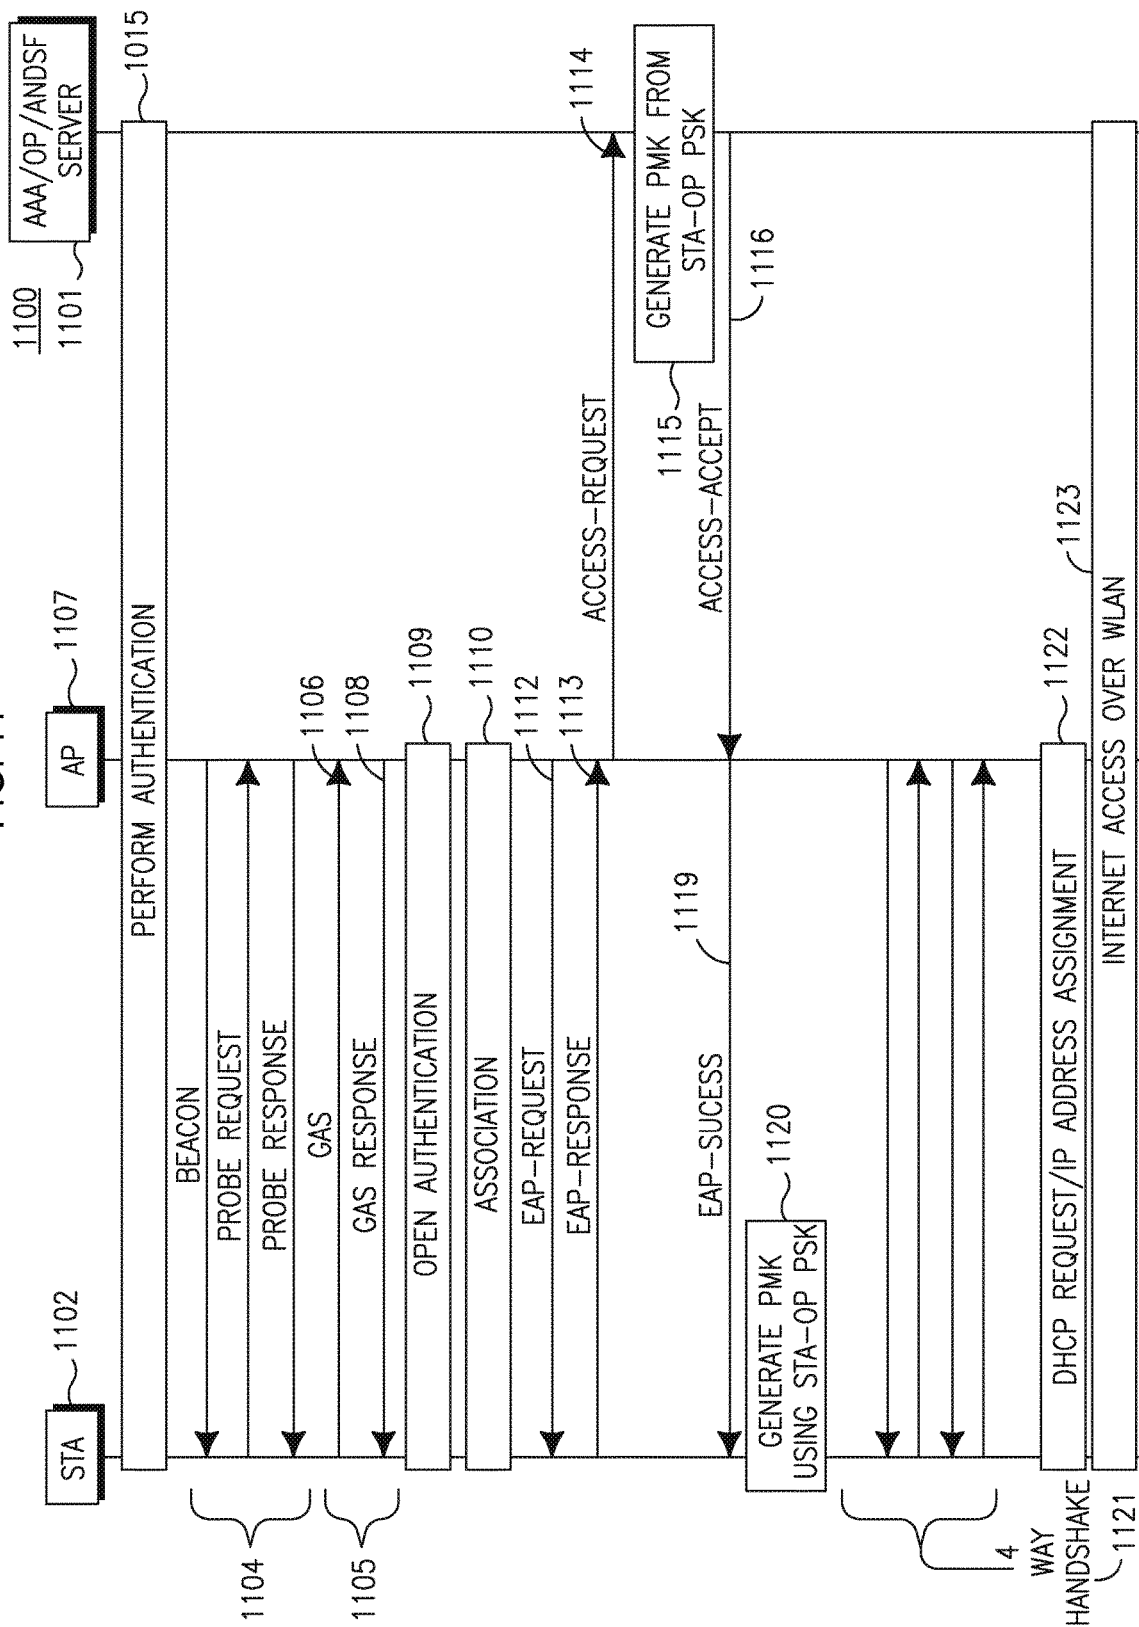 1100
STA
1102
AP
1107
AAA/OP/ANDSF
SERVER
1101
PERFORM AUTHENTICATION
1015
BEACON
PROBE REQUEST
PROBE RESPONSE
1104
GAS
1106
GAS RESPONSE
1108
1105
OPEN AUTHENTICATION
1109
ASSOCIATION
1110
EAP-REQUEST
1112
EAP-RESPONSE
1113
ACCESS-REQUEST
1114
GENERATE PMK FROM
STA-OP PSK
1115
ACCESS-ACCEPT
1116
EAP-SUCESS
1119
GENERATE PMK
USING STA-OP PSK
1120
4
WAY
HANDSHAKE
1121
DHCP REQUEST/IP ADDRESS ASSIGNMENT
1122
INTERNET ACCESS OVER WLAN
1123